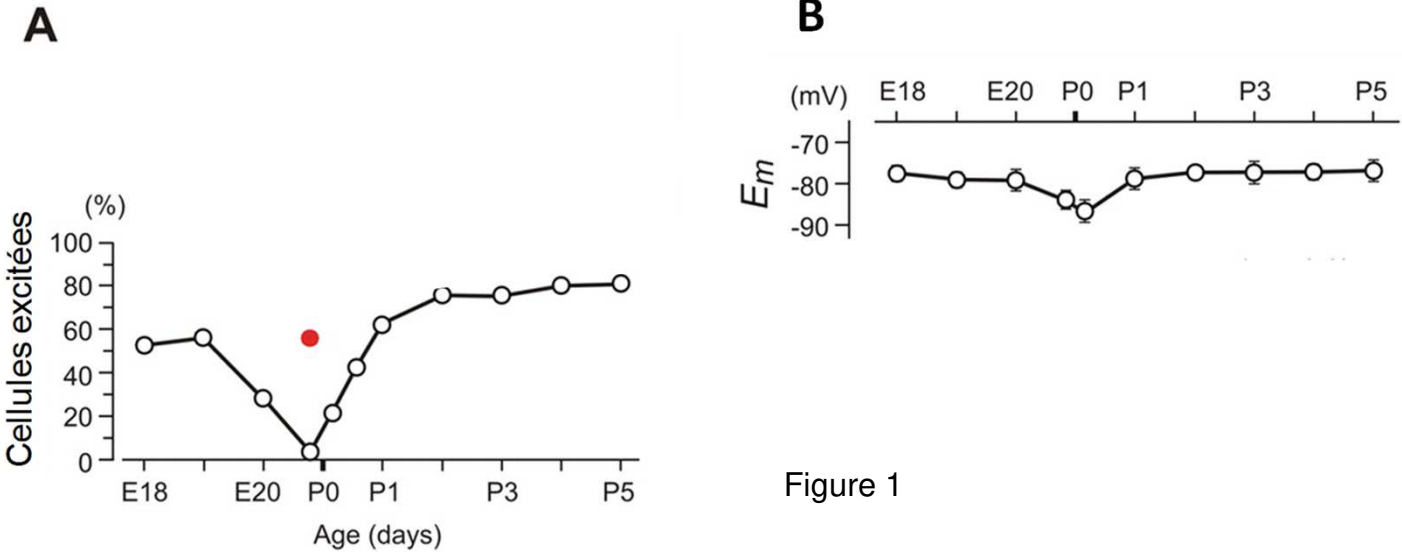 A
(%)
Cellules excitées
100
80
60
40
20
0
E18 E20 P0 P1 P3 P5
Age (days)
B
(mV) E18 E20 P0 P1 P3 P5
Em
-70
-80
-90
Figure 1